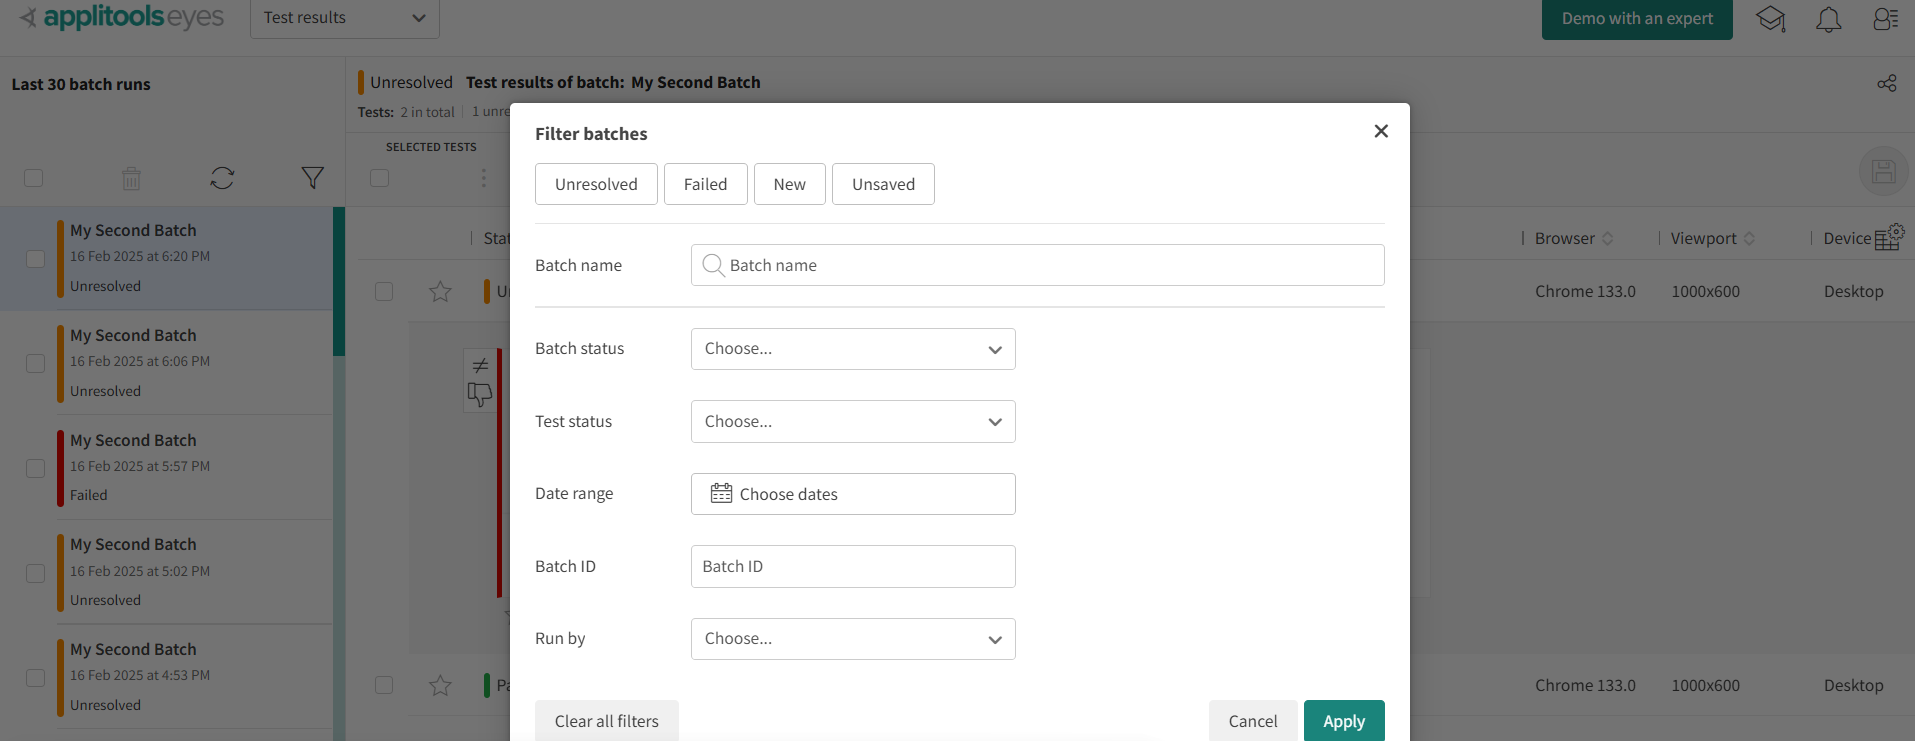 applitools eyes
Test results
Demo with an expert
Last 30 batch runs
Unresolved Test results of batch: My Second Batch
Tests: 2 in total 1 unre
SELECTED TESTS
My Second Batch
16 Feb 2025 at 6:20 PM
Unresolved
My Second Batch
16 Feb 2025 at 6:06 PM
Unresolved
My Second Batch
16 Feb 2025 at 5:57 PM
Failed
My Second Batch
16 Feb 2025 at 5:02 PM
Unresolved
My Second Batch
16 Feb 2025 at 4:53 PM
Unresolved
Filter batches
Unresolved Failed New Unsaved
Batch name Batch name
Batch status Choose...
Test status Choose...
Date range Choose dates
Batch ID Batch ID
Run by Choose...
Clear all filters Cancel Apply
Stat Browser Viewport Device
Un Chrome 133.0 1000x600 Desktop
Pa Chrome 133.0 1000x600 Desktop